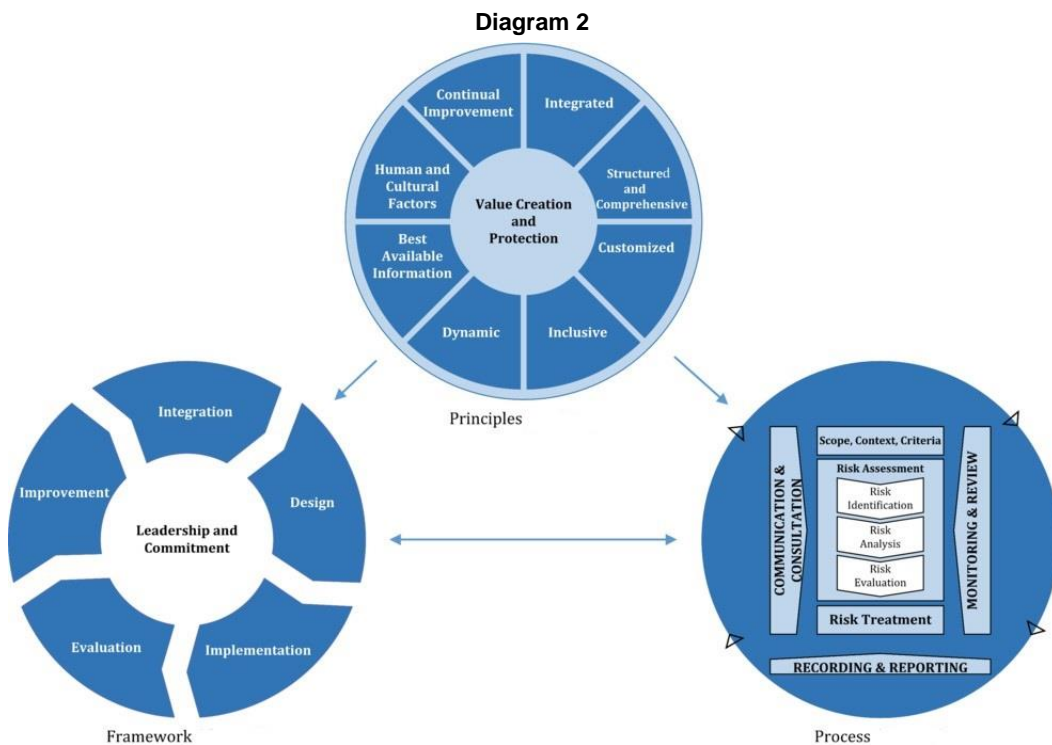 Diagram 2
Continual
Improvement
Integrated
Human and
Cultural
Factors
Structured
and
Comprehensive
Value Creation
and
Protection
Best
Available
Information
Customized
Dynamic
Inclusive
Principles
Integration
Improvement
Design
Leadership and
Commitment
Evaluation
Implementation
Framework
COMMUNICATION &
CONSULTATION
Scope, Context, Criteria
Risk Assessment
Risk
Identification
Risk
Analysis
Risk
Evaluation
Risk Treatment
MONITORING & REVIEW
RECORDING & REPORTING
Process